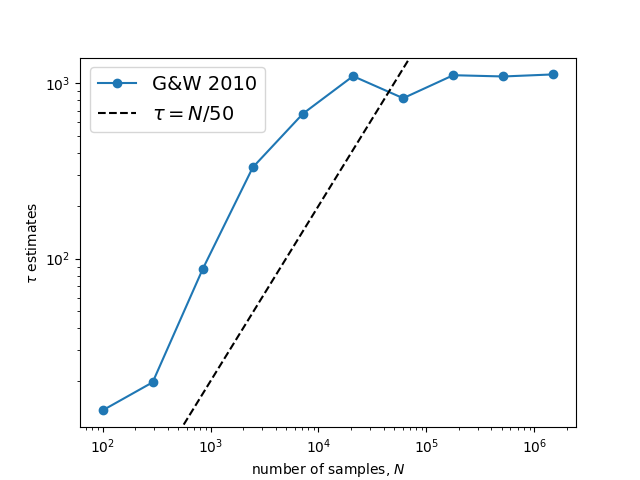 G&W 2010
τ = N/50
10³
10²
τ estimates
10² 10³ 10⁴ 10⁵ 10⁶
number of samples, N